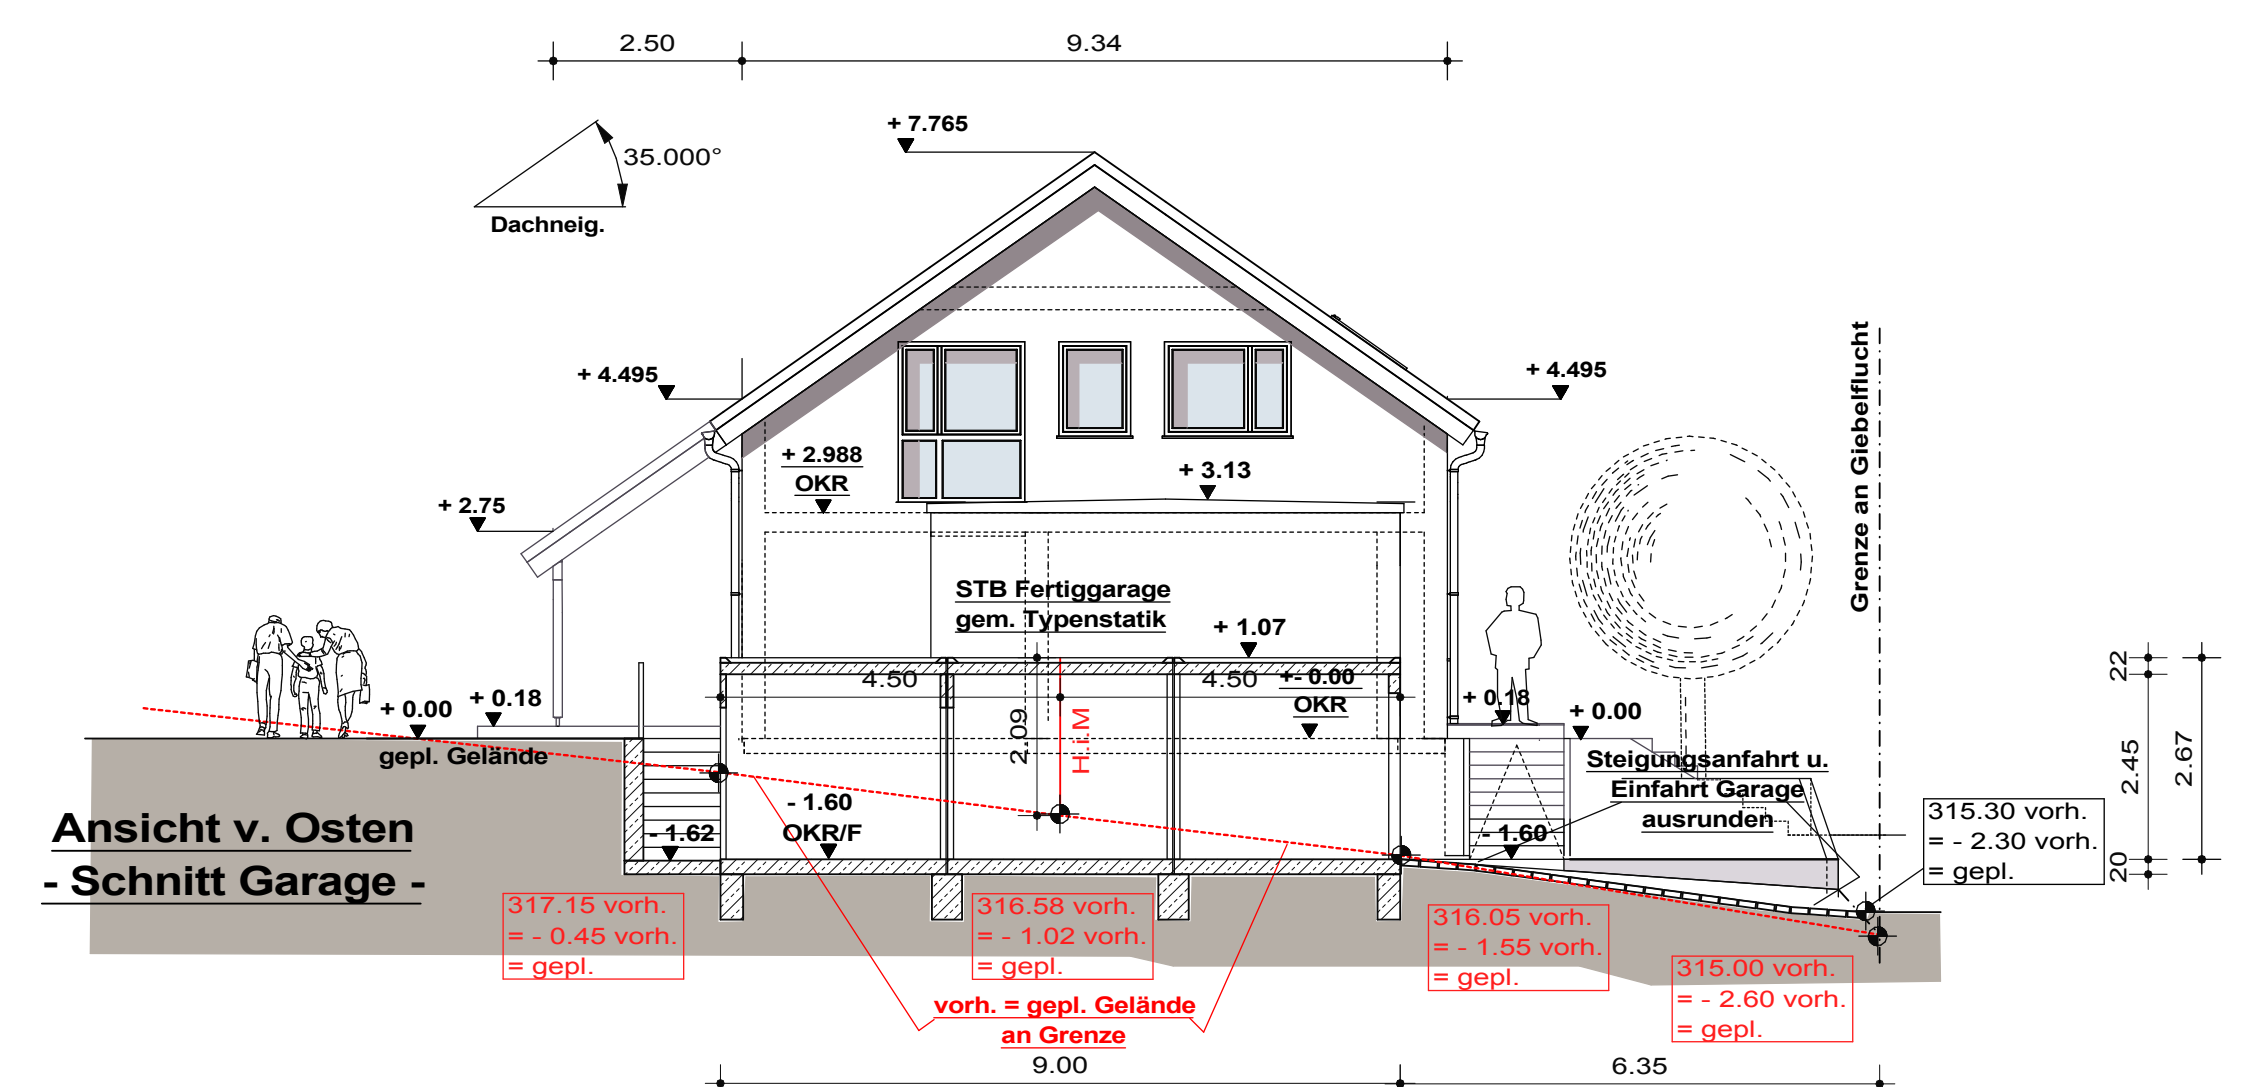 2.50
9.34
+ 7.765
35.000°
Dachneig.
+ 4.495
+ 4.495
Grenze an Giebelflucht
+ 2.988
OKR
+ 3.13
+ 2.75
STB Fertiggarage
gem. Typenstatik
+ 1.07
4.50
4.50
+- 0.00
OKR
+ 0.00
+ 0.18
+ 0.18
+ 0.00
gepl. Gelände
2.09
H.i.M
22
2.45
2.67
20
Steigungsanfahrt u.
Einfahrt Garage
ausrunden
- 1.60
OKR/F
- 1.62
- 1.60
315.30 vorh.
= - 2.30 vorh.
= gepl.
Ansicht v. Osten
- Schnitt Garage -
317.15 vorh.
= - 0.45 vorh.
= gepl.
316.58 vorh.
= - 1.02 vorh.
= gepl.
316.05 vorh.
= - 1.55 vorh.
= gepl.
315.00 vorh.
= - 2.60 vorh.
= gepl.
vorh. = gepl. Gelände
an Grenze
9.00
6.35